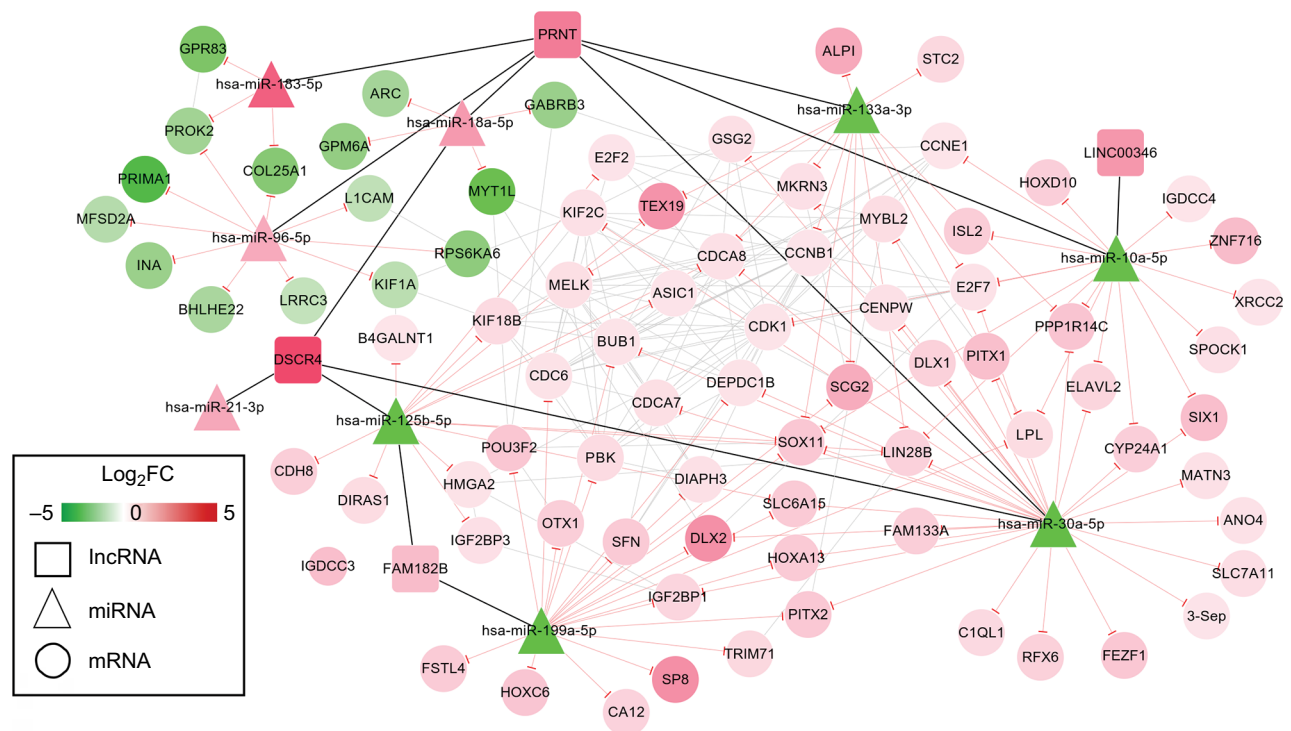 PRNT
GPR83
ALPI
STC2
hsa-miR-183-5p
ARC
GABRB3
hsa-miR-133a-3p
hsa-miR-18a-5p
PROK2
GPM6A
GSG2
CCNE1
LINC00346
E2F2
COL25A1
PRIMA1
HOXD10
MKRN3
MYT1L
L1CAM
IGDCC4
TEX19
KIF2C
MFSD2A
MYBL2
hsa-miR-96-5p
ISL2
ZNF716
RPS6KA6
CCNB1
CDCA8
hsa-miR-10a-5p
INA
KIF1A
MELK
ASIC1
E2F7
LRRC3
XRCC2
BHLHE22
CENPW
KIF18B
CDK1
PPP1R14C
B4GALNT1
BUB1
SPOCK1
DSCR4
DLX1
PITX1
CDC6
DEPDC1B
SCG2
ELAVL2
CDCA7
hsa-miR-21-3p
hsa-miR-125b-5p
SIX1
LPL
SOX11
POU3F2
LIN28B
CYP24A1
PBK
CDH8
MATN3
DIAPH3
HMGA2
DIRAS1
SLC6A15
ANO4
OTX1
hsa-miR-30a-5p
FAM133A
DLX2
IGF2BP3
SFN
HOXA13
IGDCC3
FAM182B
SLC7A11
IGF2BP1
PITX2
3-Sep
hsa-miR-199a-5p
C1QL1
TRIM71
RFX6
FEZF1
FSTL4
SP8
HOXC6
CA12
Log2FC
–5 0 5
lncRNA
miRNA
mRNA